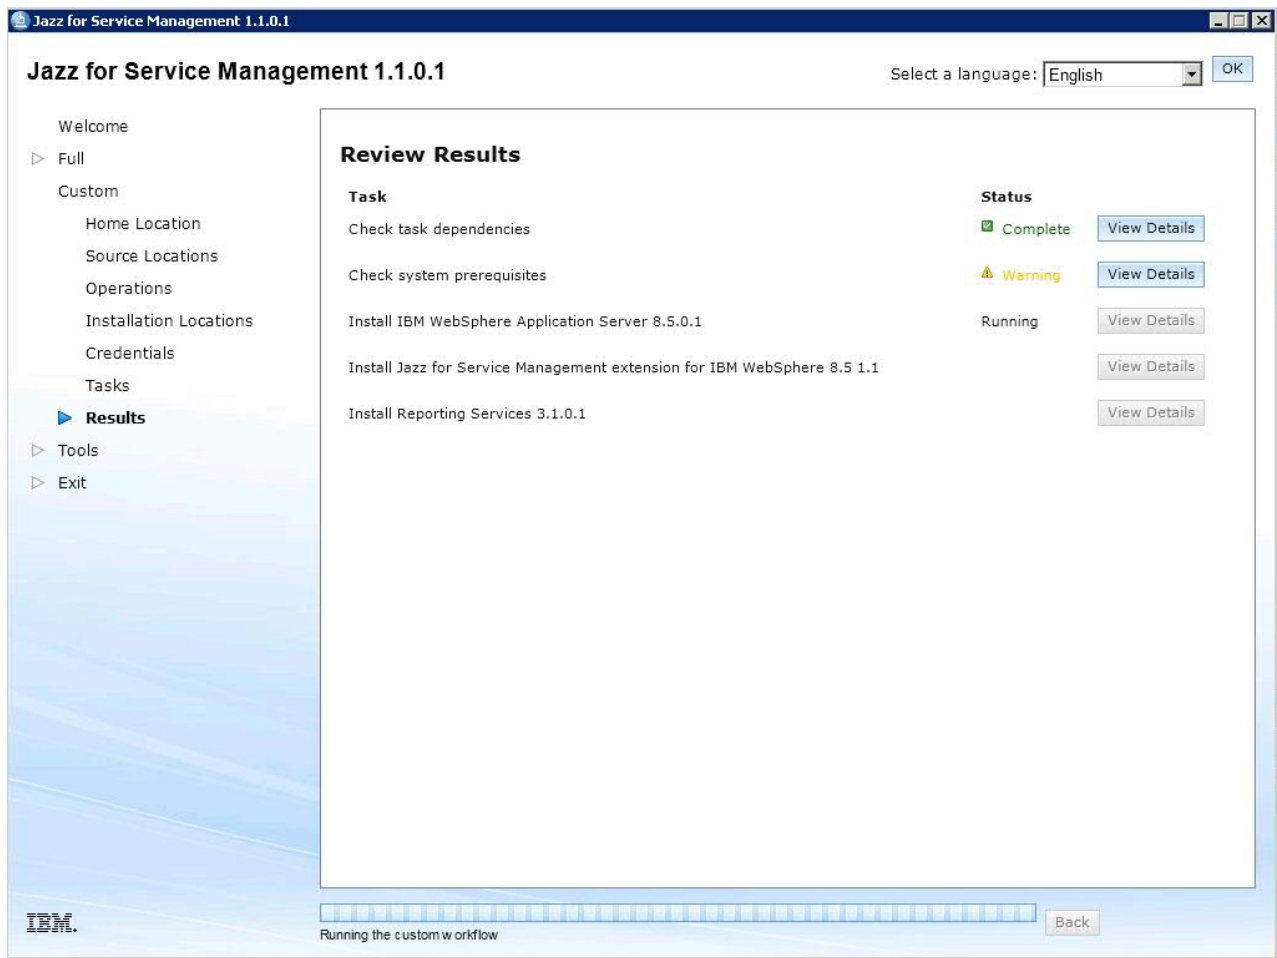 Jazz for Service Management 1.1.0.1
Jazz for Service Management 1.1.0.1
Select a language: English OK
Welcome
Full
Custom
Home Location
Source Locations
Operations
Installation Locations
Credentials
Tasks
Results
Tools
Exit
Review Results
Task Status
Check task dependencies Complete View Details
Check system prerequisites Warning View Details
Install IBM WebSphere Application Server 8.5.0.1 Running View Details
Install Jazz for Service Management extension for IBM WebSphere 8.5 1.1 View Details
Install Reporting Services 3.1.0.1 View Details
IBM.
Back
Running the custom workflow